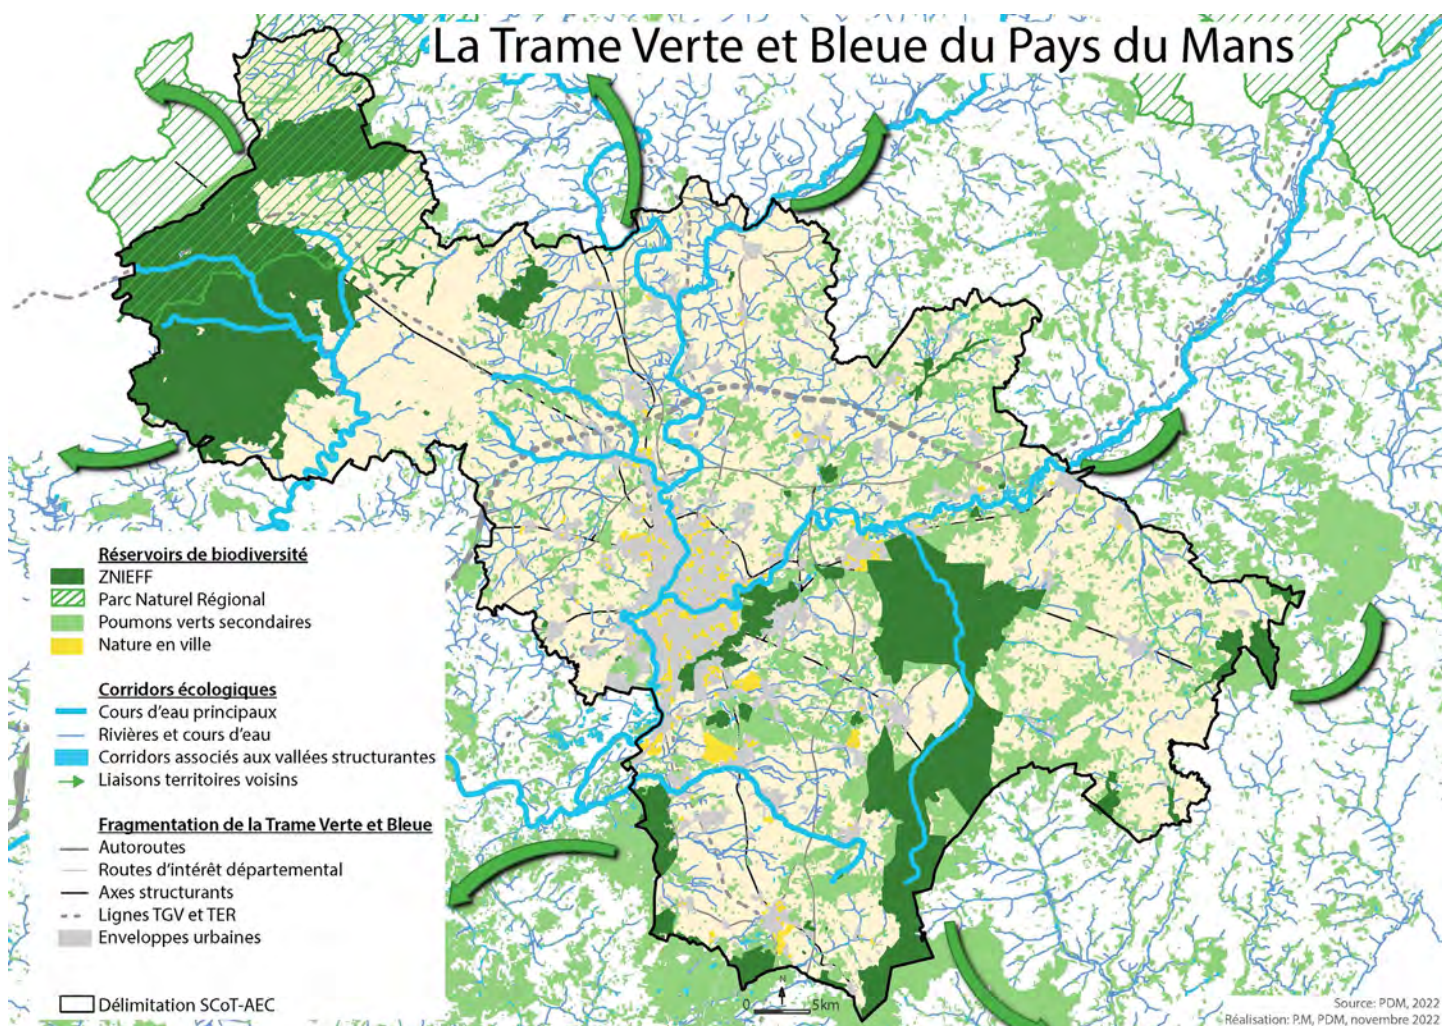 La Trame Verte et Bleue du Pays du Mans
Réservoirs de biodiversité
ZNIEFF
Parc Naturel Régional
Poumons verts secondaires
Nature en ville
Corridors écologiques
Cours d'eau principaux
Rivières et cours d'eau
Corridors associés aux vallées structurantes
Liaisons territoires voisins
Fragmentation de la Trame Verte et Bleue
Autoroutes
Routes d'intérêt départemental
Axes structurants
Lignes TGV et TER
Enveloppes urbaines
Délimitation SCoT-AEC
N
0 5km
Source: PDM, 2022
Réalisation: P.M, PDM, novembre 2022